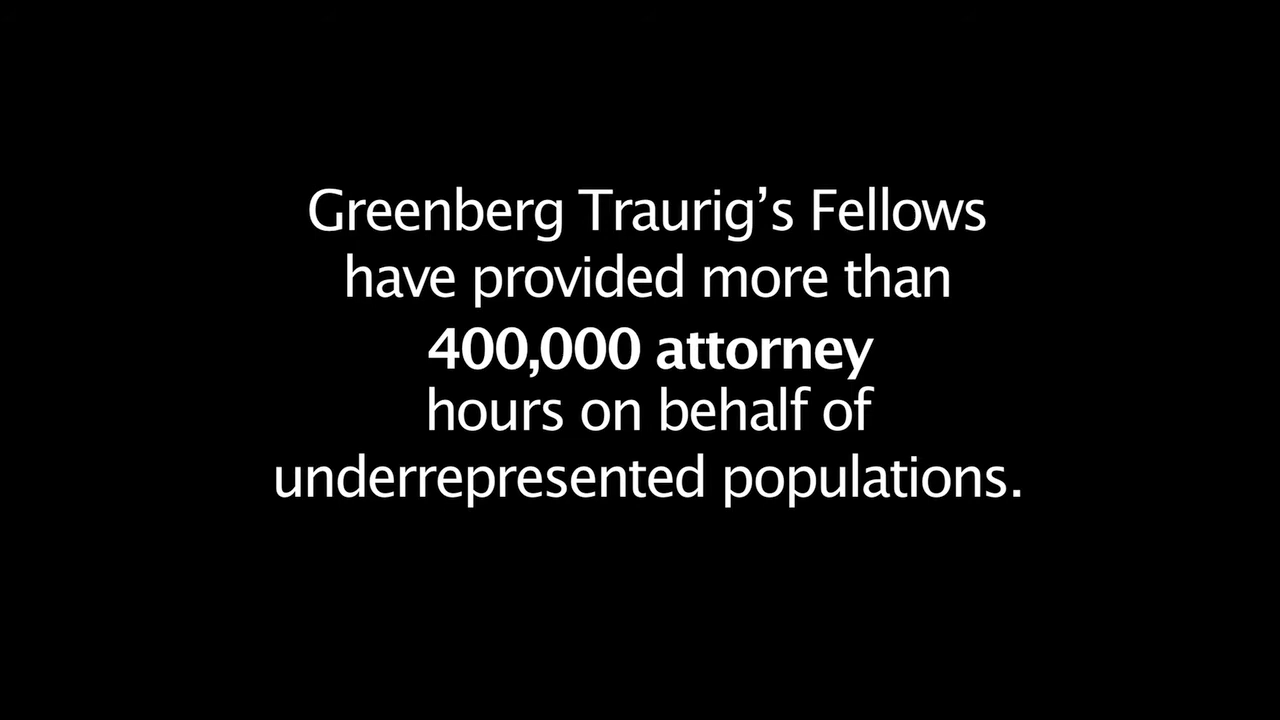 Greenberg Traurig’s Fellows
have provided more than
400,000 attorney
hours on behalf of
underrepresented populations.